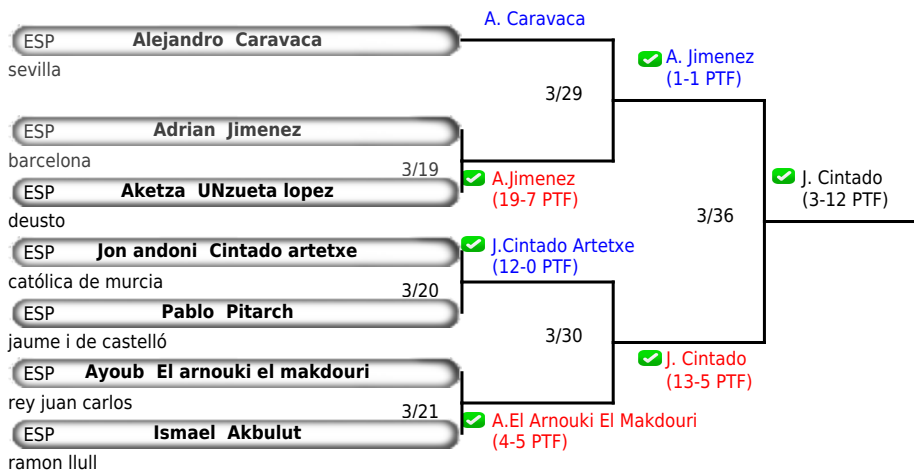 A. Caravaca
ESP Alejandro Caravaca
sevilla
A. Jimenez
(1-1 PTF)
3/29
ESP Adrian Jimenez
barcelona
3/19
A.Jimenez
(19-7 PTF)
ESP Aketza UNzueta lopez
deusto
J. Cintado
(3-12 PTF)
3/36
ESP Jon andoni Cintado artetxe
católica de murcia
J.Cintado Artetxe
(12-0 PTF)
3/20
ESP Pablo Pitarch
jaume i de castelló
3/30
J. Cintado
(13-5 PTF)
ESP Ayoub El arnouki el makdouri
rey juan carlos
3/21
A.El Arnouki El Makdouri
(4-5 PTF)
ESP Ismael Akbulut
ramon llull